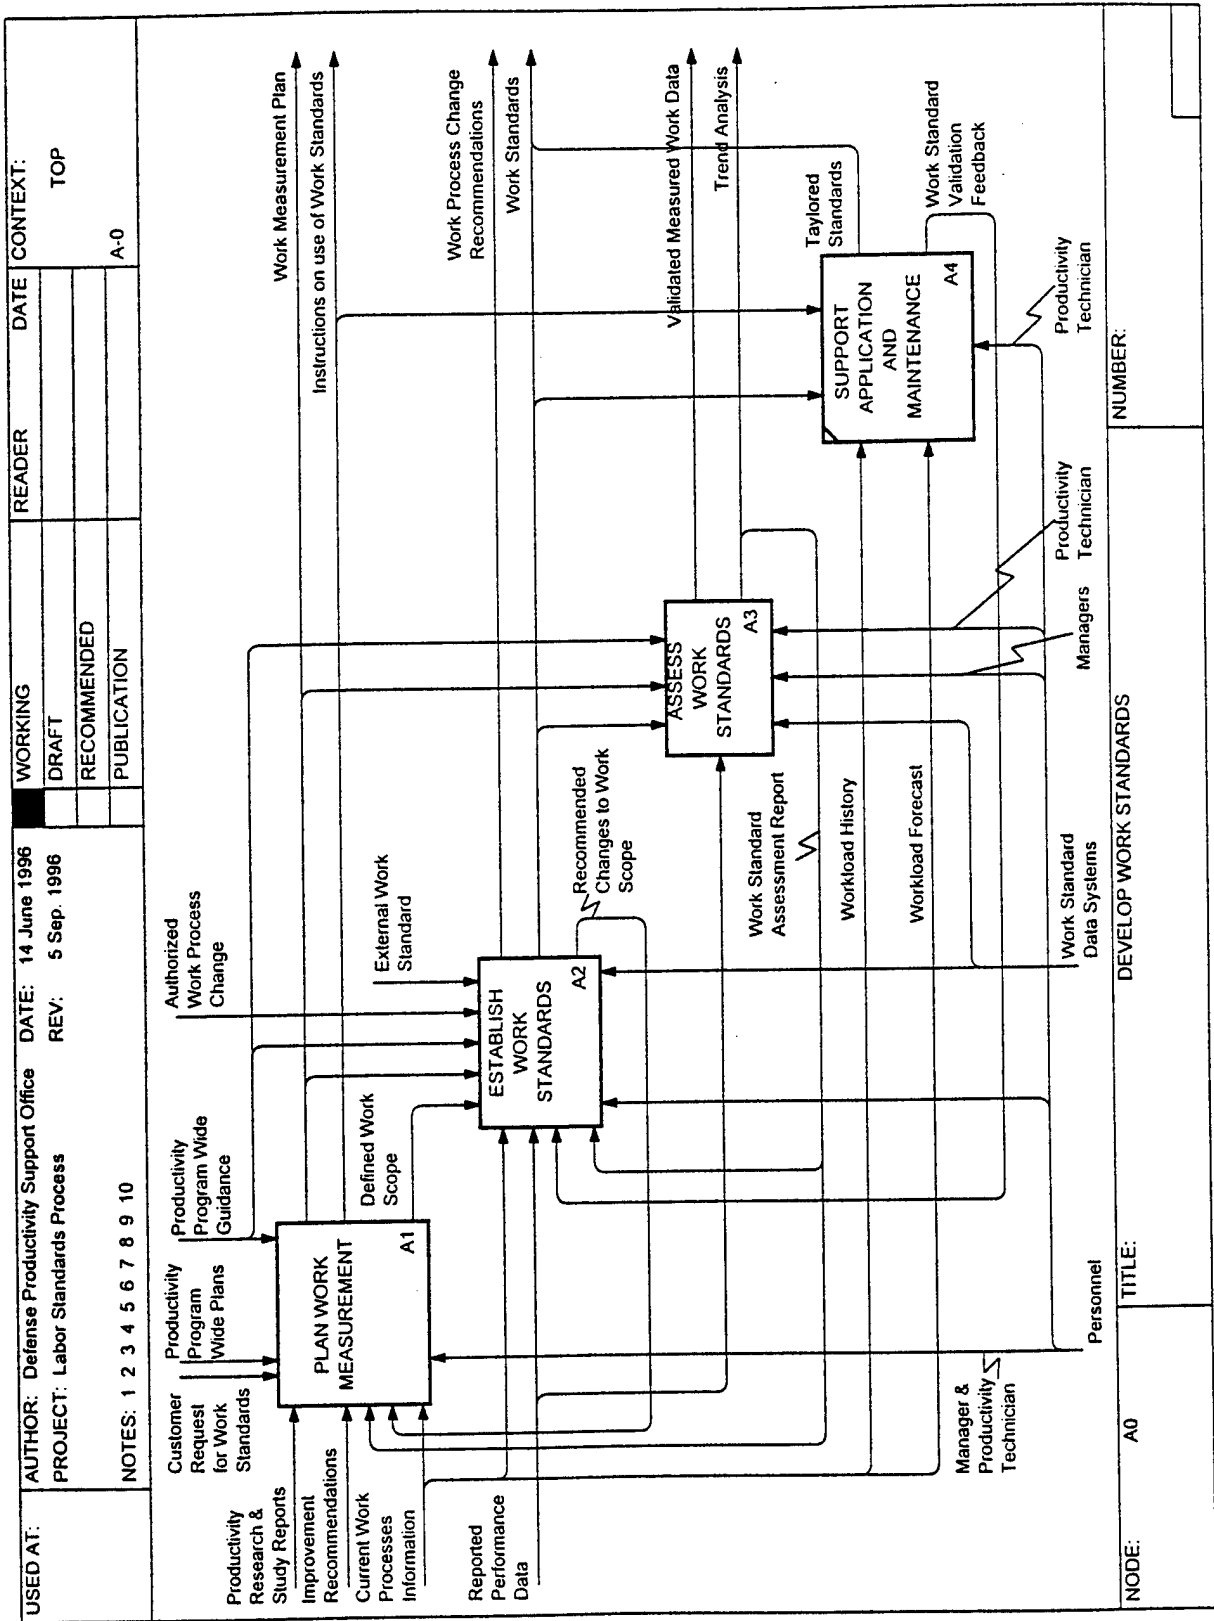 USED AT:
AUTHOR: Defense Productivity Support Office
PROJECT: Labor Standards Process
NOTES: 1 2 3 4 5 6 7 8 9 10
DATE: 14 June 1996
REV: 5 Sep. 1996
WORKING
DRAFT
RECOMMENDED
PUBLICATION
READER
DATE
CONTEXT:
TOP
A-0
Customer
Request
for Work
Standards
Productivity
Program
Wide Plans
Productivity
Program Wide
Guidance
Authorized
Work Process
Change
External Work
Standard
Productivity
Research &
Study Reports
Improvement
Recommendations
Current Work
Processes
Information
Reported
Performance
Data
PLAN WORK
MEASUREMENT
A1
Defined Work
Scope
ESTABLISH
WORK
STANDARDS
A2
Recommended
Changes to Work
Scope
ASSESS
WORK
STANDARDS
A3
Work Standard
Assessment Report
Workload History
Workload Forecast
SUPPORT
APPLICATION
AND
MAINTENANCE
A4
Taylored
Standards
Work Standard
Validation
Feedback
Work Measurement Plan
Instructions on use of Work Standards
Work Process Change
Recommendations
Work Standards
Validated Measured Work Data
Trend Analysis
Manager &
Productivity
Technician
Personnel
Work Standard
Data Systems
Managers
Productivity
Technician
Productivity
Technician
NODE:
A0
TITLE:
DEVELOP WORK STANDARDS
NUMBER: